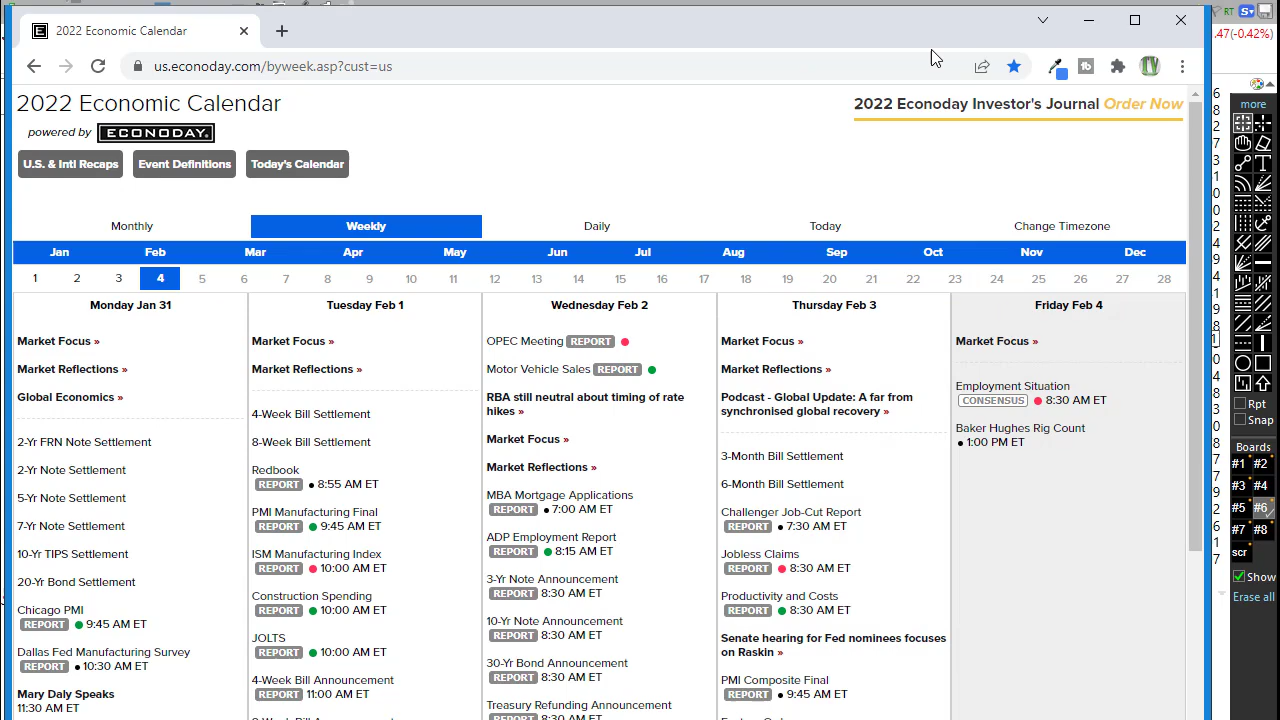 2022 Economic Calendar
us.econoday.com/byweek.asp?cust=us
RT
.47(-0.42%)
2022 Economic Calendar
2022 Econoday Investor's Journal Order Now
powered by ECONODAY.
U.S. & Intl Recaps Event Definitions Today's Calendar
Monthly Weekly Daily Today Change Timezone
Jan Feb Mar Apr May Jun Jul Aug Sep Oct Nov Dec
1 2 3 4 5 6 7 8 9 10 11 12 13 14 15 16 17 18 19 20 21 22 23 24 25 26 27 28
Monday Jan 31
Market Focus »
Market Reflections »
Global Economics »
2-Yr FRN Note Settlement
2-Yr Note Settlement
5-Yr Note Settlement
7-Yr Note Settlement
10-Yr TIPS Settlement
20-Yr Bond Settlement
Chicago PMI
REPORT 9:45 AM ET
Dallas Fed Manufacturing Survey
REPORT 10:30 AM ET
Mary Daly Speaks
11:30 AM ET
Tuesday Feb 1
Market Focus »
Market Reflections »
4-Week Bill Settlement
8-Week Bill Settlement
Redbook
REPORT 8:55 AM ET
PMI Manufacturing Final
REPORT 9:45 AM ET
ISM Manufacturing Index
REPORT 10:00 AM ET
Construction Spending
REPORT 10:00 AM ET
JOLTS
REPORT 10:00 AM ET
4-Week Bill Announcement
REPORT 11:00 AM ET
Wednesday Feb 2
OPEC Meeting REPORT
Motor Vehicle Sales REPORT
RBA still neutral about timing of rate
hikes »
Market Focus »
Market Reflections »
MBA Mortgage Applications
REPORT 7:00 AM ET
ADP Employment Report
REPORT 8:15 AM ET
3-Yr Note Announcement
REPORT 8:30 AM ET
10-Yr Note Announcement
REPORT 8:30 AM ET
30-Yr Bond Announcement
REPORT 8:30 AM ET
Treasury Refunding Announcement
REPORT 8:30 AM ET
Thursday Feb 3
Market Focus »
Market Reflections »
Podcast - Global Update: A far from
synchronised global recovery »
3-Month Bill Settlement
6-Month Bill Settlement
Challenger Job-Cut Report
REPORT 7:30 AM ET
Jobless Claims
REPORT 8:30 AM ET
Productivity and Costs
REPORT 8:30 AM ET
Senate hearing for Fed nominees focuses
on Raskin »
PMI Composite Final
REPORT 9:45 AM ET
Friday Feb 4
Market Focus »
Employment Situation
CONSENSUS 8:30 AM ET
Baker Hughes Rig Count
1:00 PM ET
more
Rpt
Snap
Boards
#1 #2
#3 #4
#5 #6
#7 #8
scr
Show
Erase all